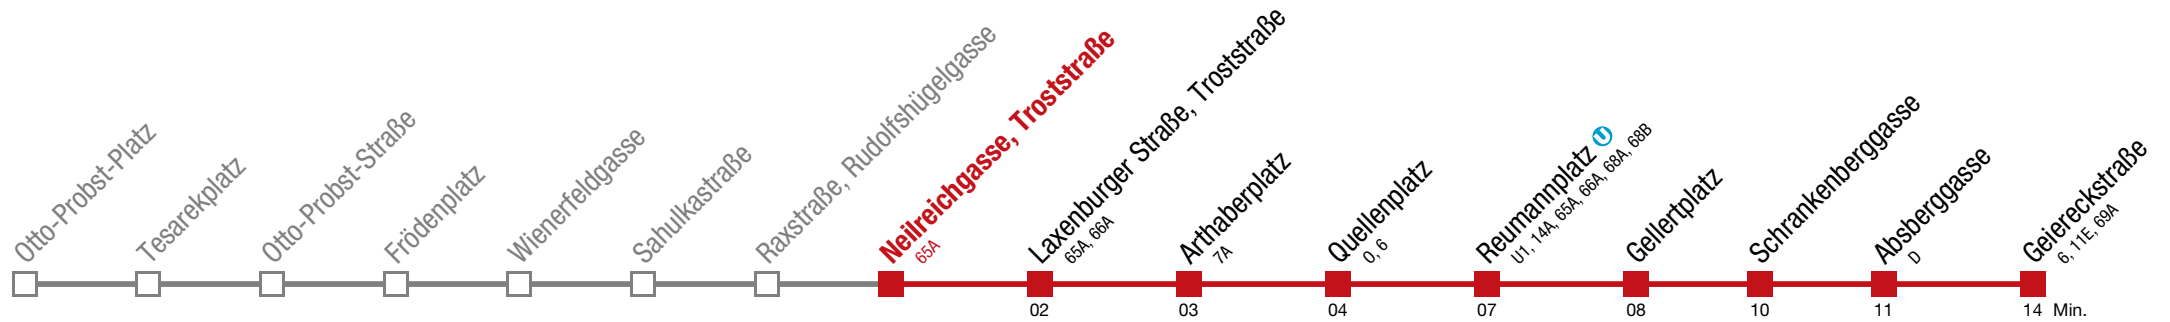 Otto-Probst-Platz
Tesarekplatz
Otto-Probst-Straße
Frödenplatz
Wienerfeldgasse
Sahulkastraße
Raxstraße, Rudolfshügelgasse
Neilreichgasse, Troststraße
65A
Laxenburger Straße, Troststraße
65A, 66A
Arthaberplatz
7A
Quellenplatz
O, 6
Reumannplatz U
U1, 14A, 65A, 66A, 68A, 68B
Gellertplatz
Schrankenberggasse
Absberggasse
D
Geiereckstraße
6, 11E, 69A
02 03 04 07 08 10 11 14 Min.